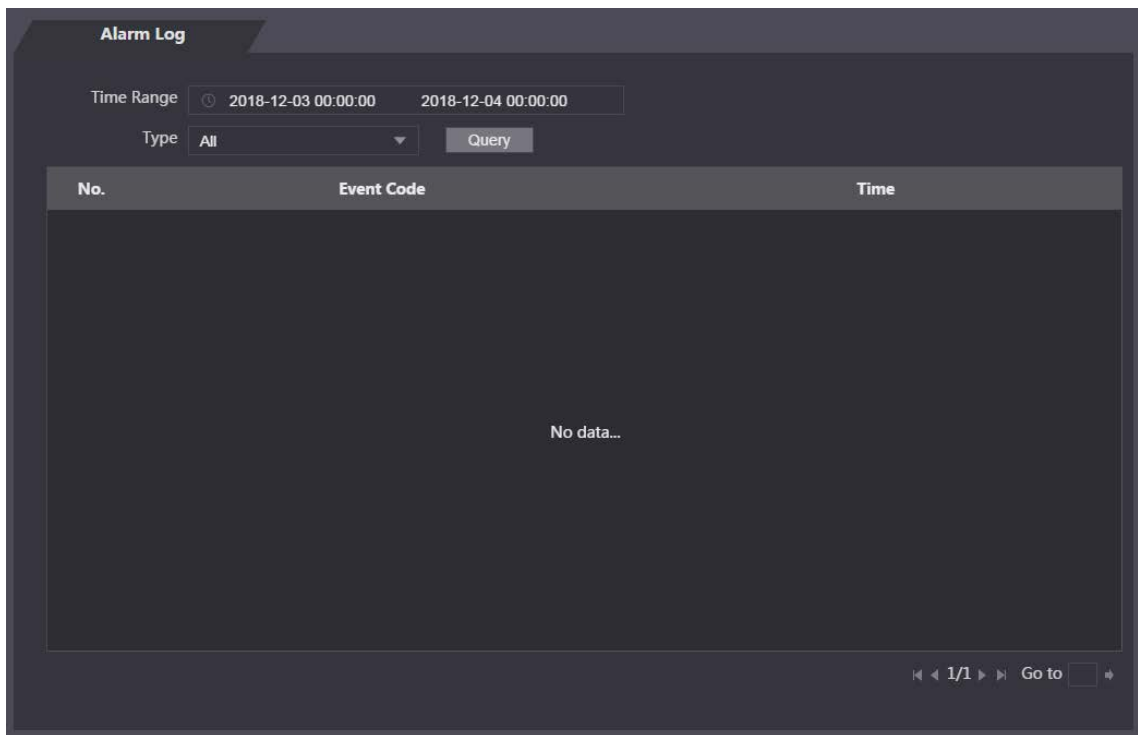 Alarm Log
Time Range 2018-12-03 00:00:00 2018-12-04 00:00:00
Type All Query
No. Event Code Time
No data...
1/1 Go to